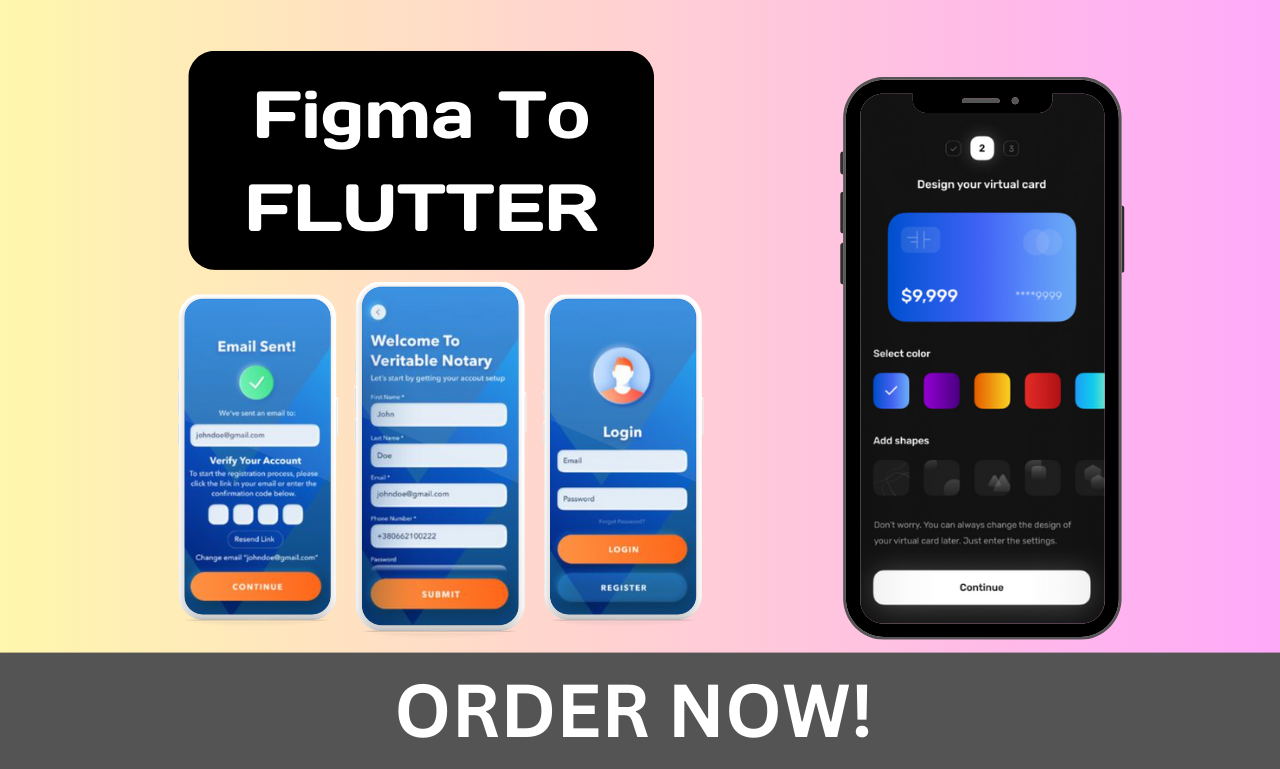 Figma To
FLUTTER
Email Sent!
We've sent an email to:
johndoe@gmail.com
Verify Your Account
To start the registration process, please
click the link in your email or enter the
confirmation code below.
Resend Link
Change email "johndoe@gmail.com"
CONTINUE
Welcome To
Veritable Notary
Let's start by getting your accout setup
First Name *
John
Last Name *
Doe
Email *
johndoe@gmail.com
Phone Number *
+380662100222
Password
SUBMIT
Login
Email
Password
Forgot Password?
LOGIN
REGISTER
2
3
Design your virtual card
$9,999
****9999
Select color
Add shapes
Don't worry. You can always change the design of
your virtual card later. Just enter the settings.
Continue
ORDER NOW!